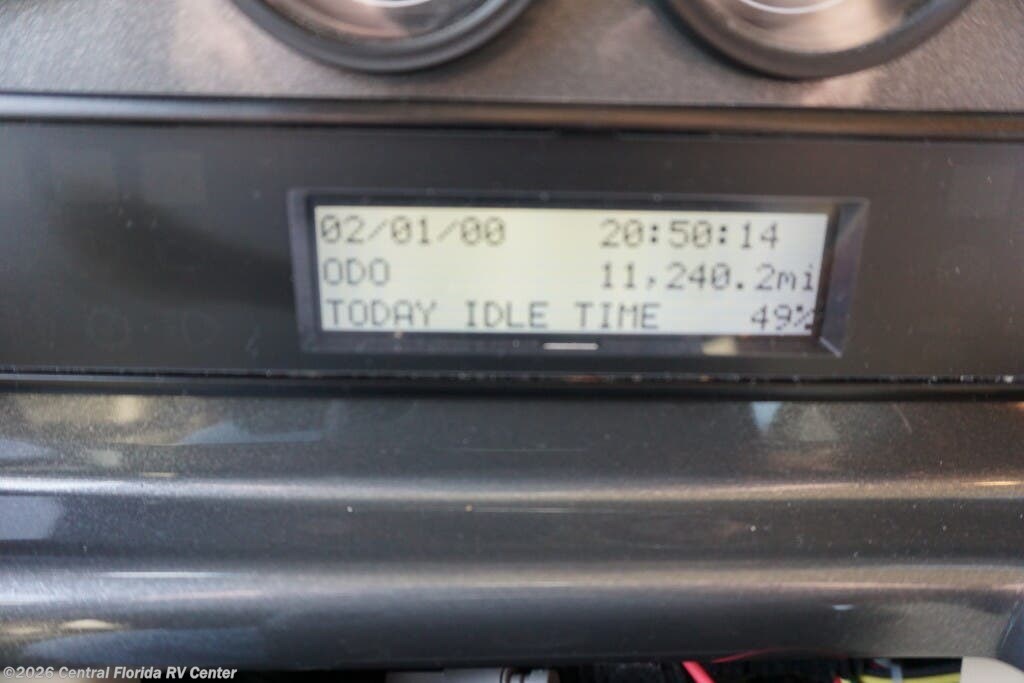 02/01/00 20:50:14
ODO 11,240.2mi
TODAY IDLE TIME 49%
©2026 Central Florida RV Center